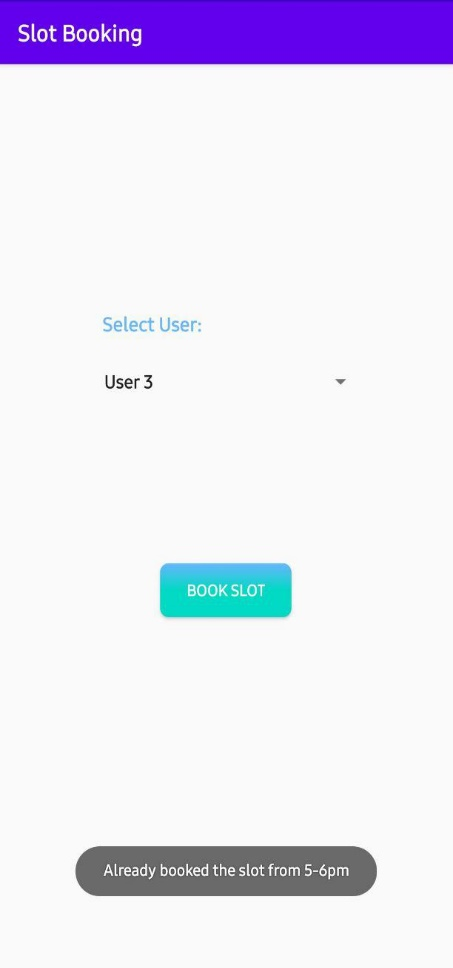 Slot Booking
Select User:
User 3
BOOK SLOT
Already booked the slot from 5-6pm